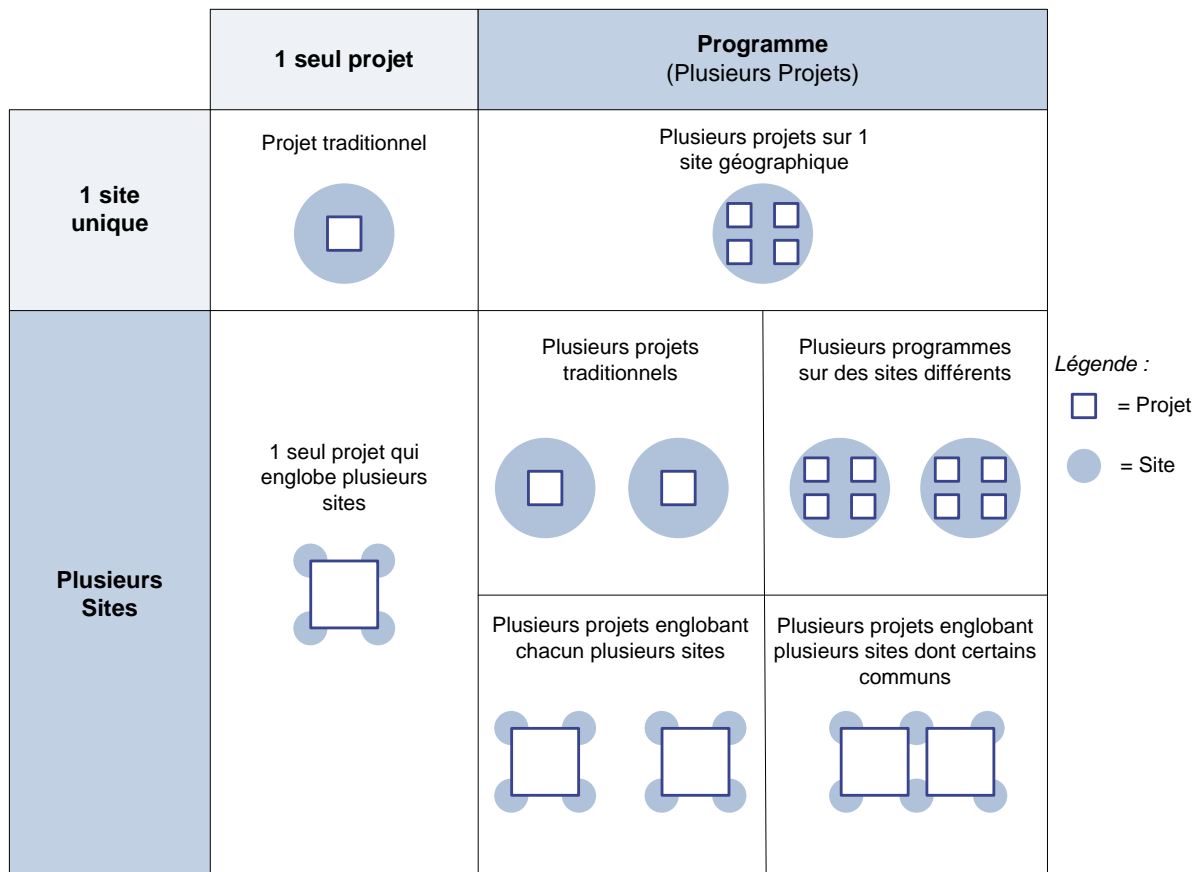 1 seul projet
Programme
(Plusieurs Projets)
1 site
unique
Projet traditionnel
Plusieurs projets sur 1
site géographique
Plusieurs
Sites
1 seul projet qui
englobe plusieurs
sites
Plusieurs projets
traditionnels
Plusieurs programmes
sur des sites différents
Plusieurs projets englobant
chacun plusieurs sites
Plusieurs projets englobant
plusieurs sites dont certains
communs
Légende :
= Projet
= Site